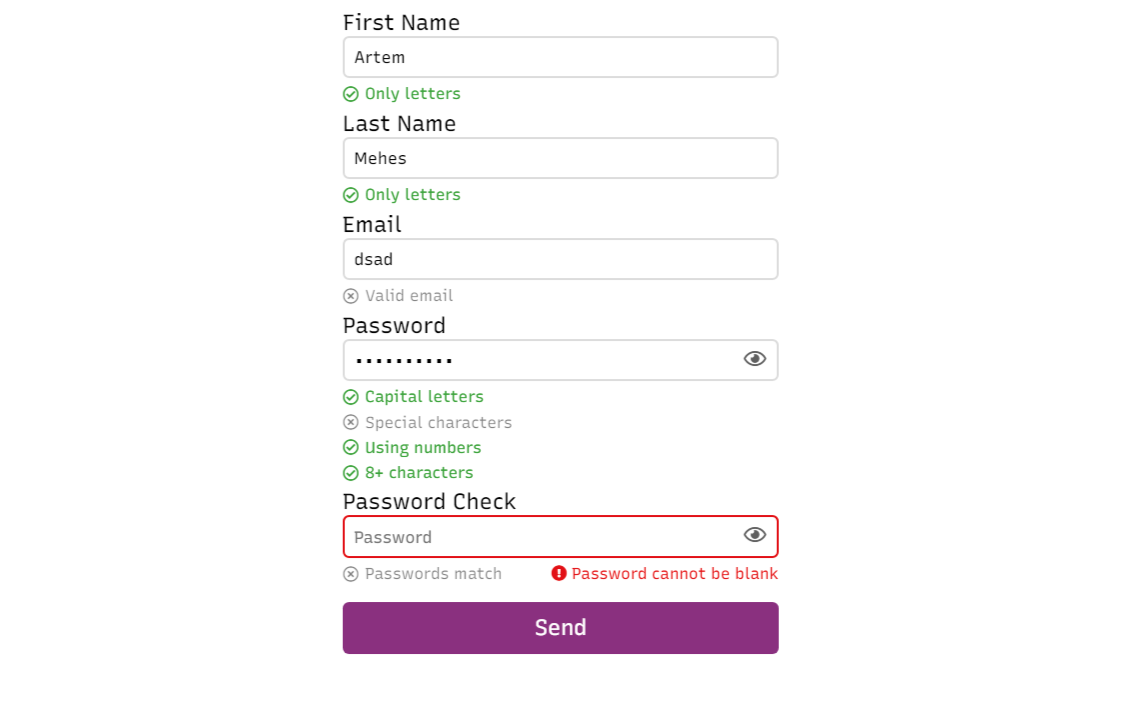 First Name
Artem
Only letters
Last Name
Mehes
Only letters
Email
dsad
Valid email
Password
••••••••••
Capital letters
Special characters
Using numbers
8+ characters
Password Check
Password
Passwords match Password cannot be blank
Send